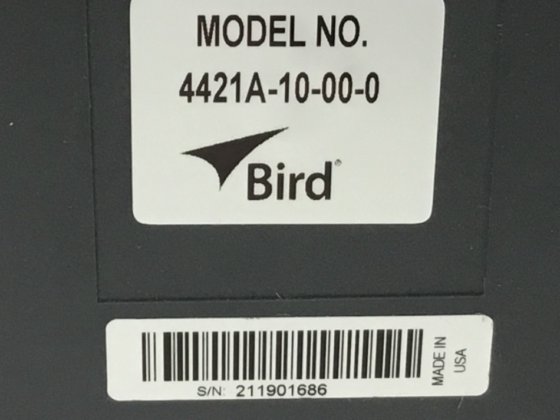 MODEL NO.
4421A-10-00-0
Bird®
S/N: 211901686
MADE IN
USA